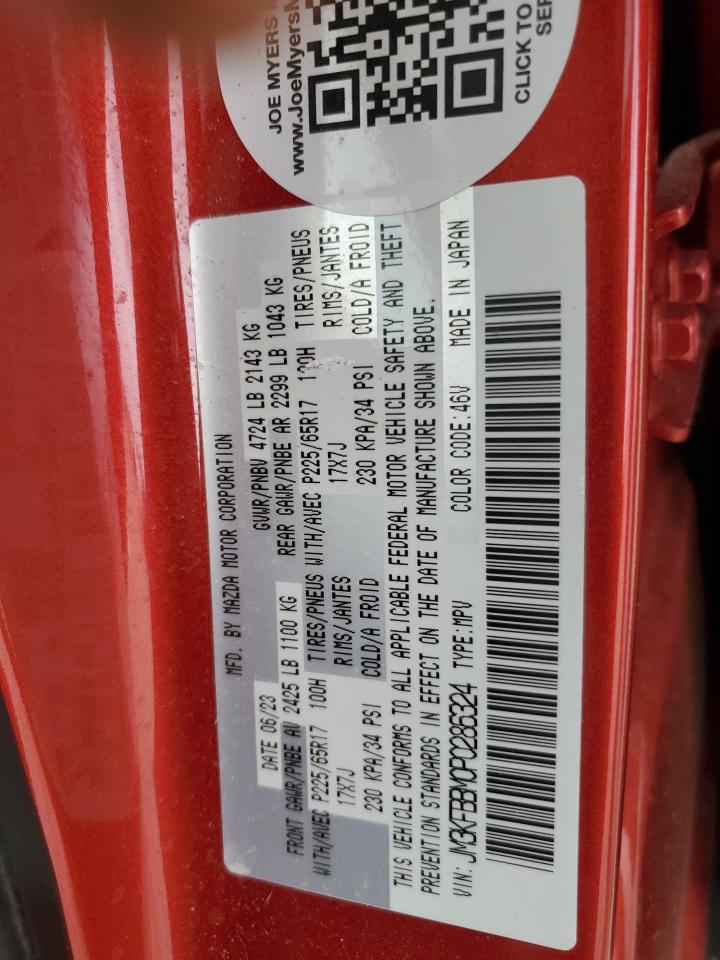 JOE MYERS
www.JoeMyersM
CLICK TO
SER
MFD. BY MAZDA MOTOR CORPORATION
DATE 06/23 GVWR/PNBV 4724 LB 2143 KG
FRONT GAWR/PNBE AV 2425 LB 1100 KG REAR GAWR/PNBE AR 2299 LB 1043 KG
WITH/AVEC P225/65R17 100H TIRES/PNEUS WITH/AVEC P225/65R17 100H TIRES/PNEUS
17X7J RIMS/JANTES 17X7J RIMS/JANTES
230 KPA/34 PSI COLD/A FROID 230 KPA/34 PSI COLD/A FROID
THIS VEHICLE CONFORMS TO ALL APPLICABLE FEDERAL MOTOR VEHICLE SAFETY AND THEFT
PREVENTION STANDARDS IN EFFECT ON THE DATE OF MANUFACTURE SHOWN ABOVE.
VIN: JM3KFBBM0P0286324 TYPE:MPV COLOR CODE:46V MADE IN JAPAN